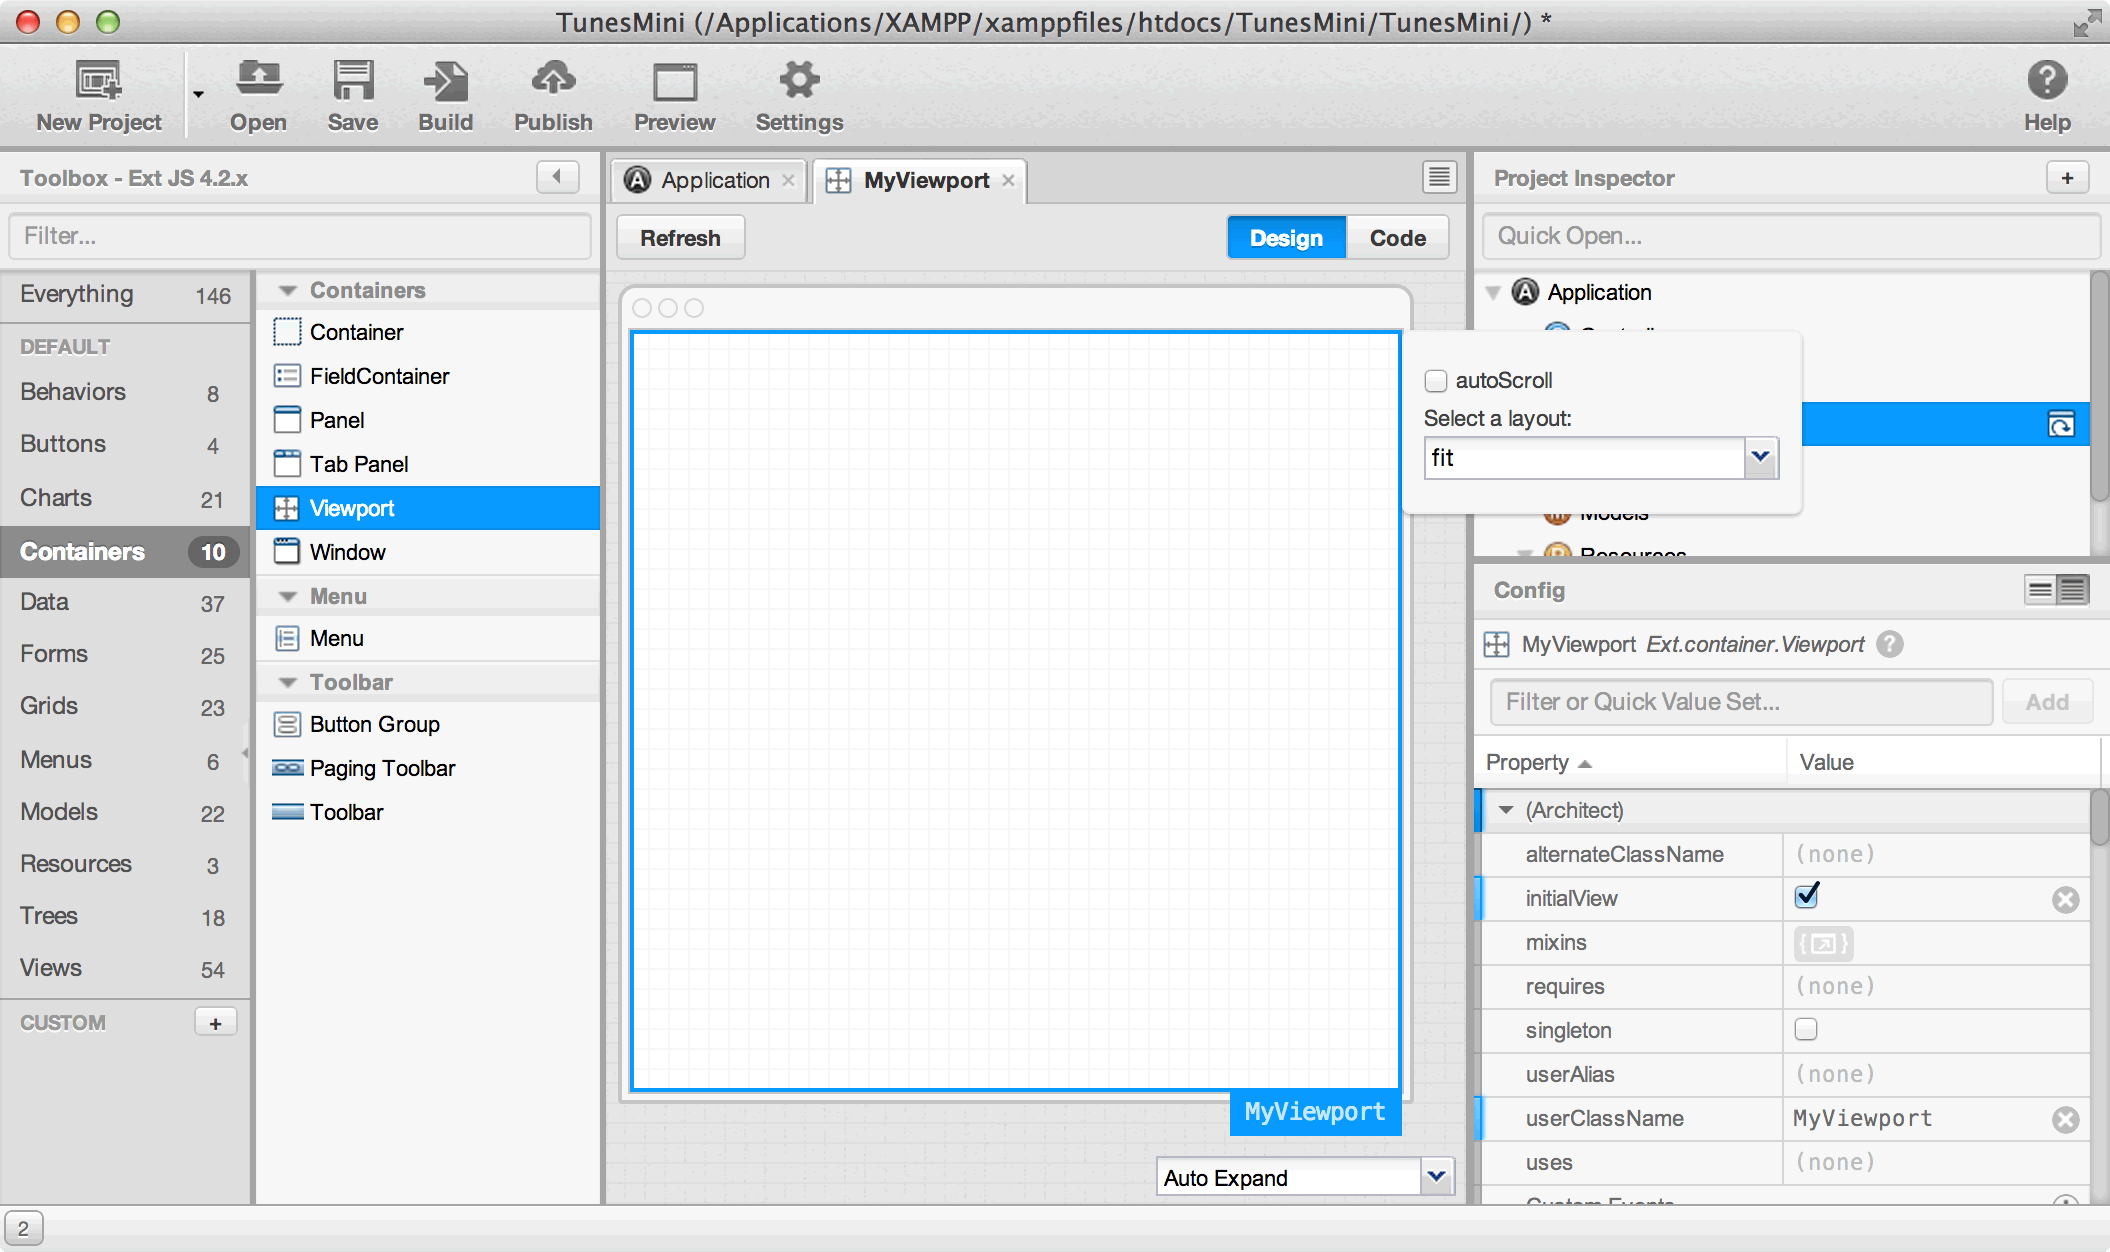 TunesMini (/Applications/XAMPP/xamppfiles/htdocs/TunesMini/TunesMini/) *
New Project
Open
Save
Build
Publish
Preview
Settings
Help
Toolbox - Ext JS 4.2.x
Filter...
Everything 146
DEFAULT
Behaviors 8
Buttons 4
Charts 21
Containers 10
Data 37
Forms 25
Grids 23
Menus 6
Models 22
Resources 3
Trees 18
Views 54
CUSTOM +
Containers
Container
FieldContainer
Panel
Tab Panel
Viewport
Window
Menu
Menu
Toolbar
Button Group
Paging Toolbar
Toolbar
Application
MyViewport
Refresh
Design
Code
MyViewport
Auto Expand
autoScroll
Select a layout:
fit
Project Inspector +
Quick Open...
Application
Models
Resources
Config
MyViewport Ext.container.Viewport ?
Filter or Quick Value Set...
Add
Property Value
(Architect)
alternateClassName (none)
initialView
mixins
requires (none)
singleton
userAlias (none)
userClassName MyViewport
uses (none)
Custom Events
2